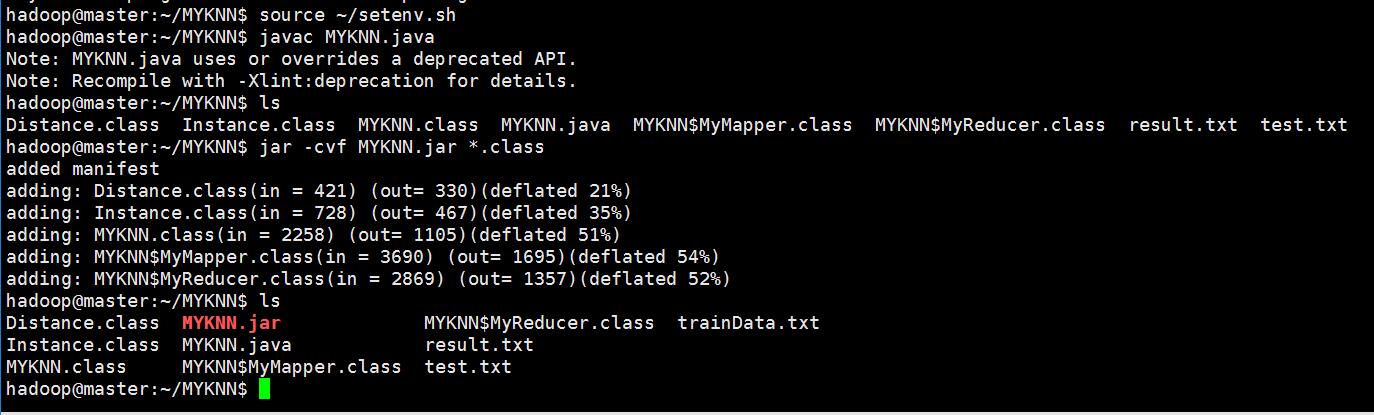 hadoop@master:~/MYKNN$ source ~/setenv.sh
hadoop@master:~/MYKNN$ javac MYKNN.java
Note: MYKNN.java uses or overrides a deprecated API.
Note: Recompile with -Xlint:deprecation for details.
hadoop@master:~/MYKNN$ ls
Distance.class  Instance.class  MYKNN.class  MYKNN.java  MYKNN$MyMapper.class  MYKNN$MyReducer.class  result.txt  test.txt
hadoop@master:~/MYKNN$ jar -cvf MYKNN.jar *.class
added manifest
adding: Distance.class(in = 421) (out= 330)(deflated 21%)
adding: Instance.class(in = 728) (out= 467)(deflated 35%)
adding: MYKNN.class(in = 2258) (out= 1105)(deflated 51%)
adding: MYKNN$MyMapper.class(in = 3690) (out= 1695)(deflated 54%)
adding: MYKNN$MyReducer.class(in = 2869) (out= 1357)(deflated 52%)
hadoop@master:~/MYKNN$ ls
Distance.class  MYKNN.jar             MYKNN$MyReducer.class  trainData.txt
Instance.class  MYKNN.java            result.txt
MYKNN.class     MYKNN$MyMapper.class  test.txt
hadoop@master:~/MYKNN$